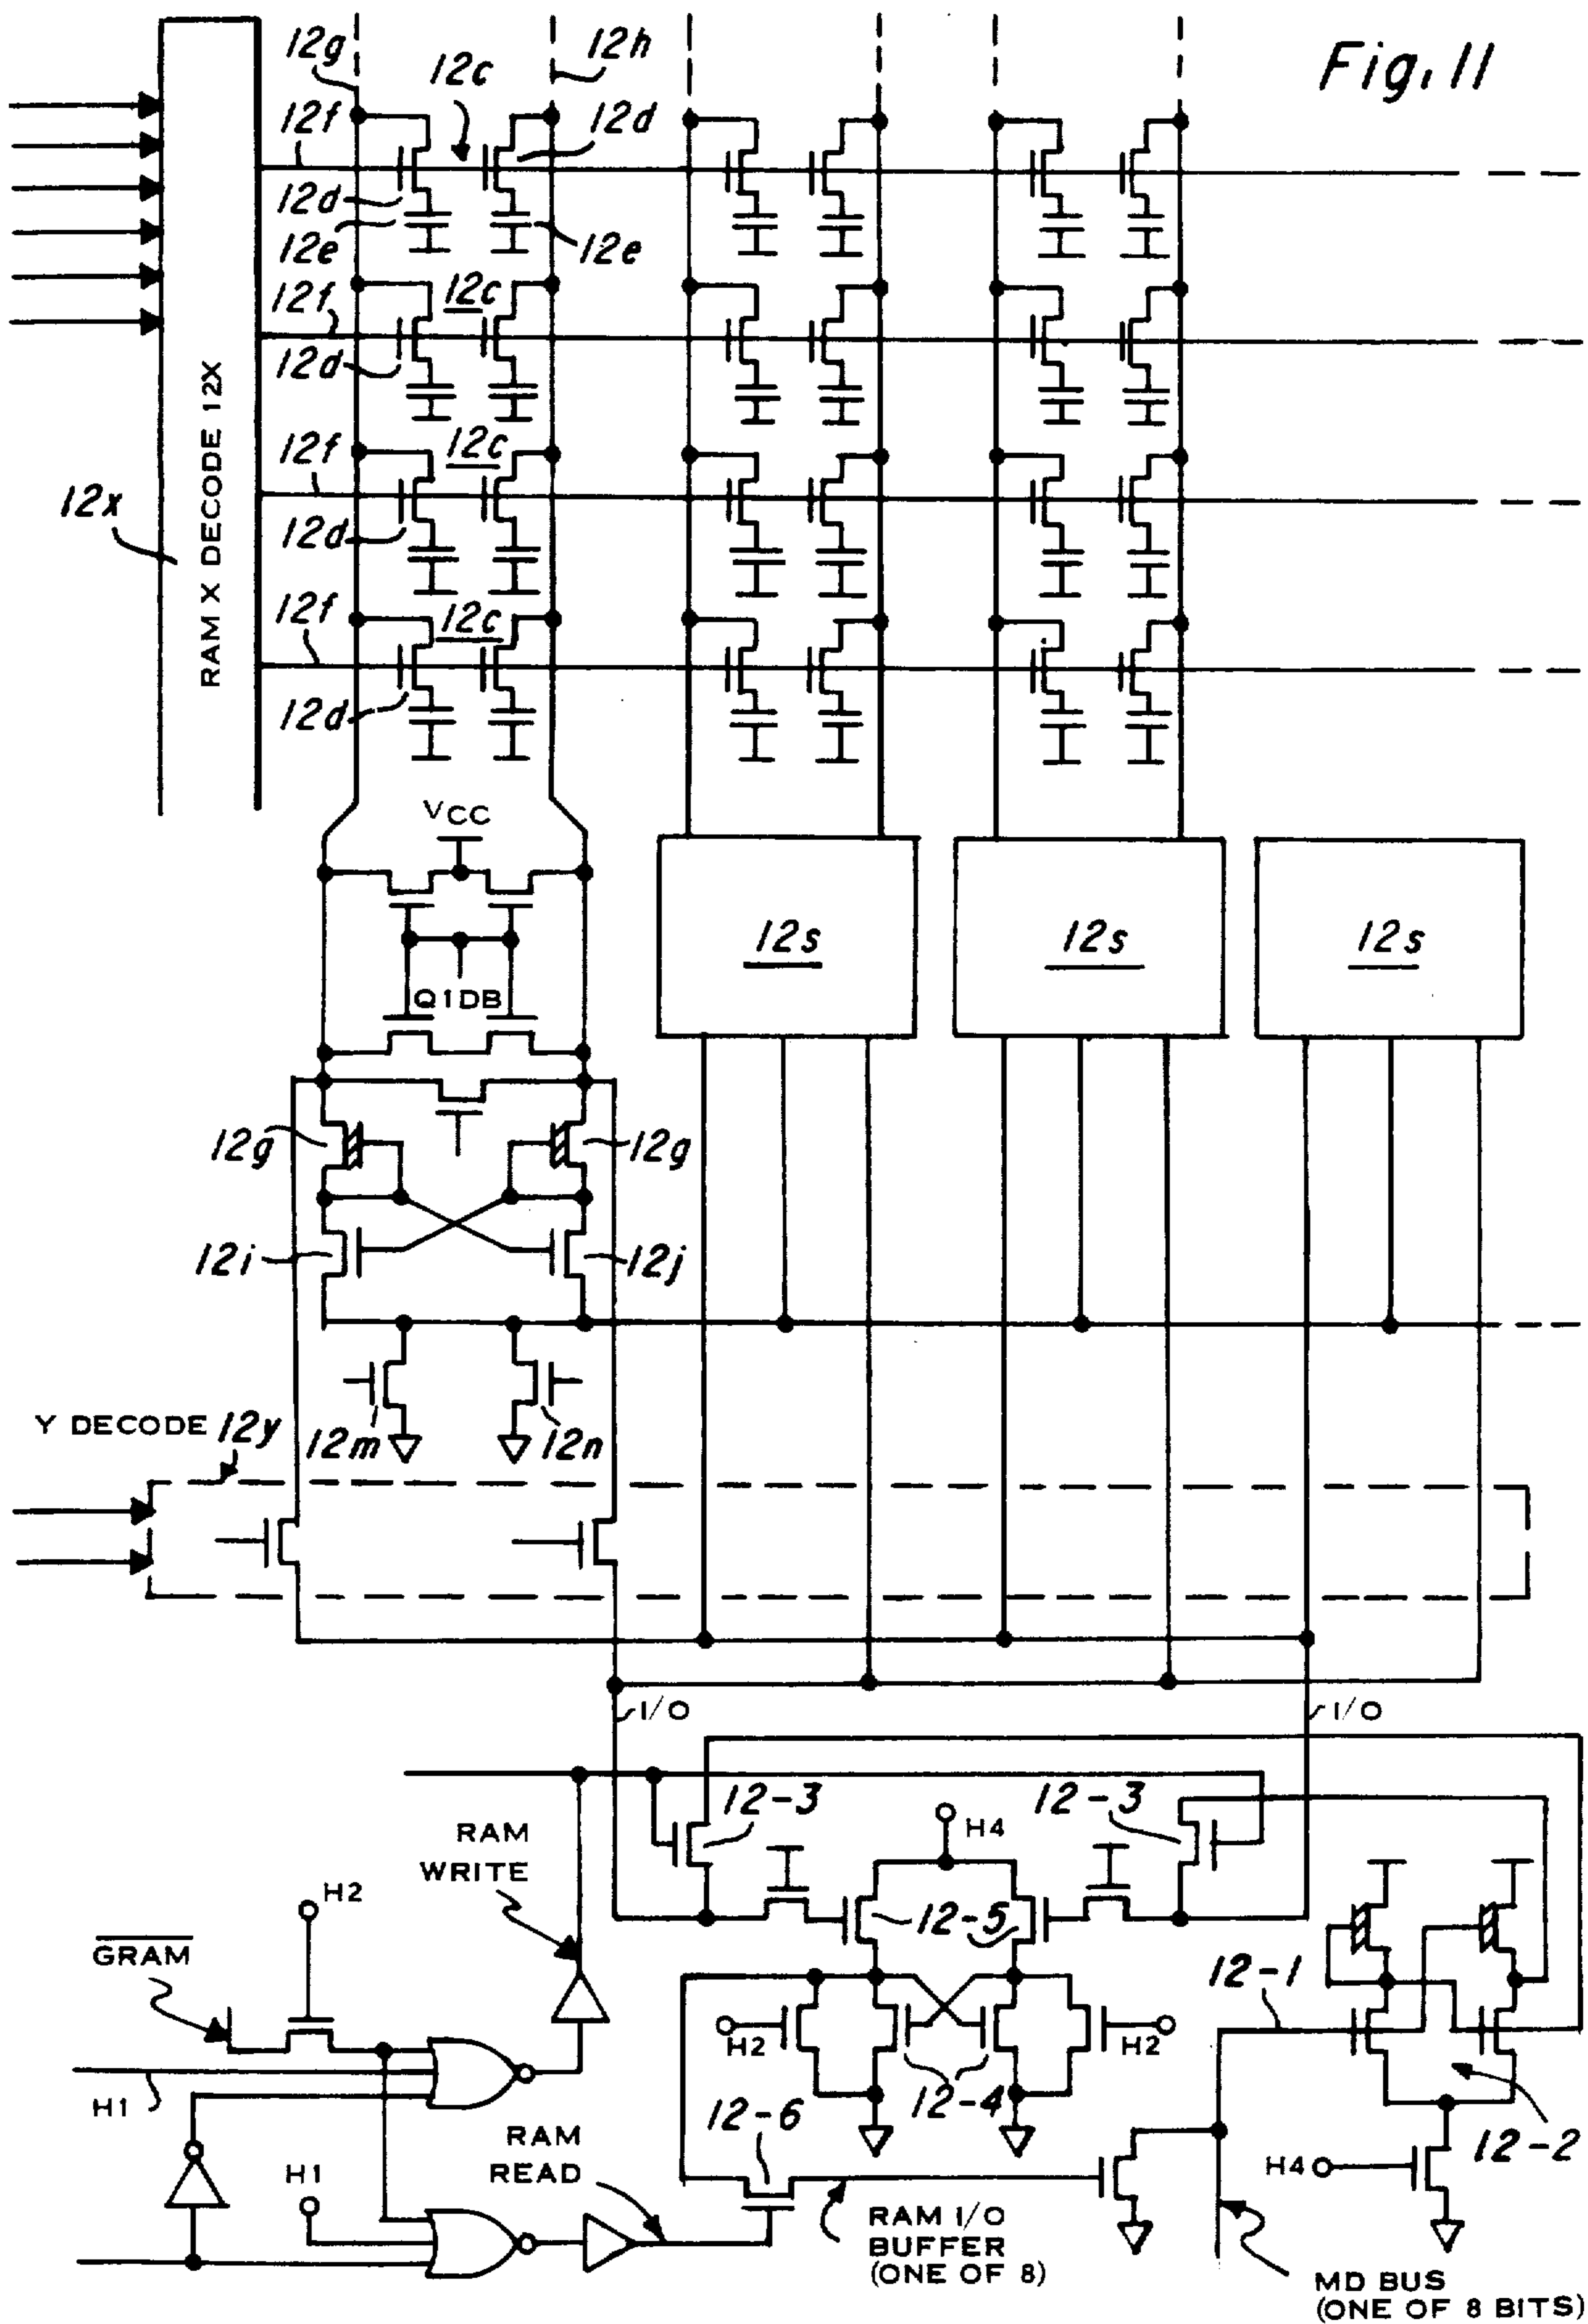 Fig. 11
12g
12h
12c
12f
12d
12d
12e
12e
12f
12c
12d
RAM X DECODE 12X
12x
12f
12c
12d
12f
12c
12d
VCC
12s
12s
12s
Q1DB
12g
12g
12i
12j
Y DECODE 12y
12m
12n
I/O
I/O
12-3
12-3
RAM
WRITE
H4
H2
12-5
GRAM
12-1
H2
H2
H1
12-4
12-6
12-2
RAM
READ
H1
H4
RAM I/O
BUFFER
(ONE OF 8)
MD BUS
(ONE OF 8 BITS)